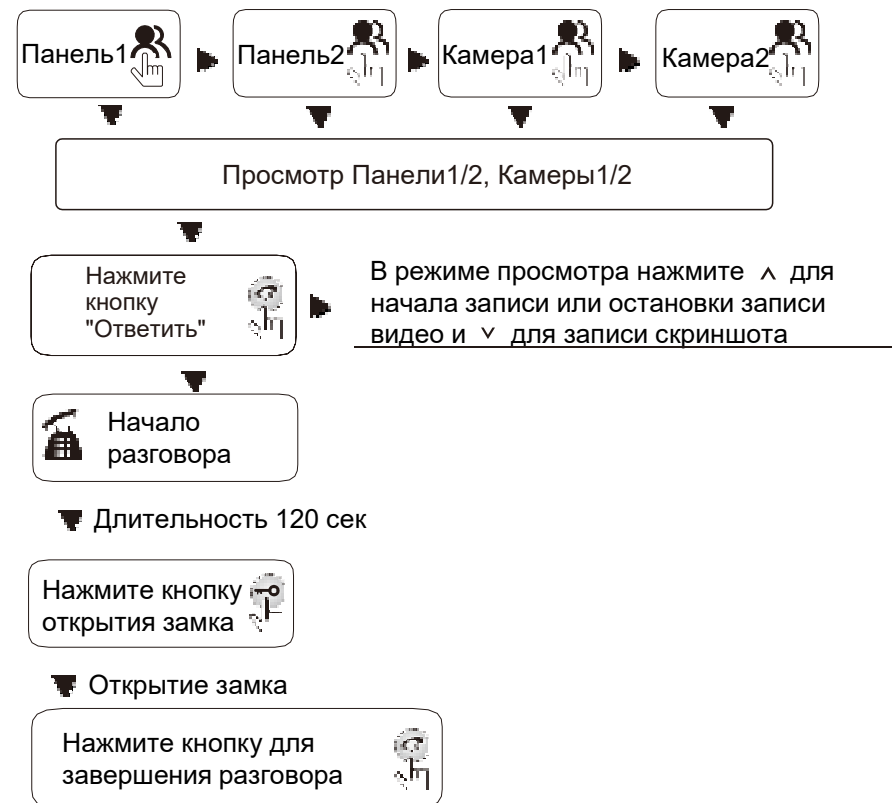 Панель1
Панель2
Камера1
Камера2
Просмотр Панели1/2, Камеры1/2
Нажмите
кнопку
"Ответить"
В режиме просмотра нажмите ^ для
начала записи или остановки записи
видео и ˅ для записи скриншота
Начало
разговора
Длительность 120 сек
Нажмите кнопку
открытия замка
Открытие замка
Нажмите кнопку для
завершения разговора